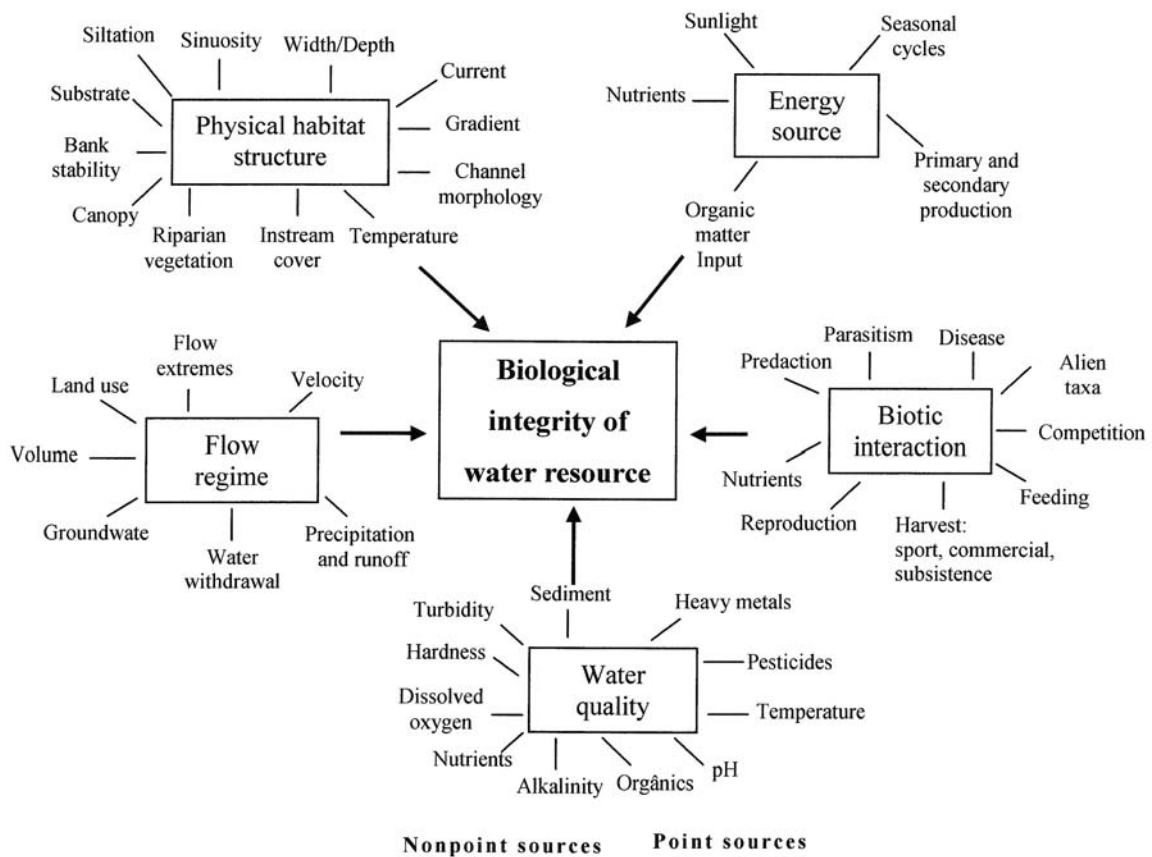 Siltation
Sinuosity
Width/Depth
Current
Substrate
Physical habitat
structure
Gradient
Bank
stability
Channel
morphology
Canopy
Riparian
vegetation
Instream
cover
Temperature
Sunlight
Seasonal
cycles
Nutrients
Energy
source
Primary and
secondary
production
Organic
matter
Input
Biological
integrity of
water resource
Flow
extremes
Land use
Velocity
Volume
Flow
regime
Groundwate
Water
withdrawal
Precipitation
and runoff
Parasitism
Disease
Predaction
Alien
taxa
Biotic
interaction
Competition
Nutrients
Feeding
Reproduction
Harvest:
sport, commercial,
subsistence
Sediment
Heavy metals
Turbidity
Hardness
Water
quality
Pesticides
Dissolved
oxygen
Temperature
Nutrients
Alkalinity
Orgânics
pH
Nonpoint sources Point sources